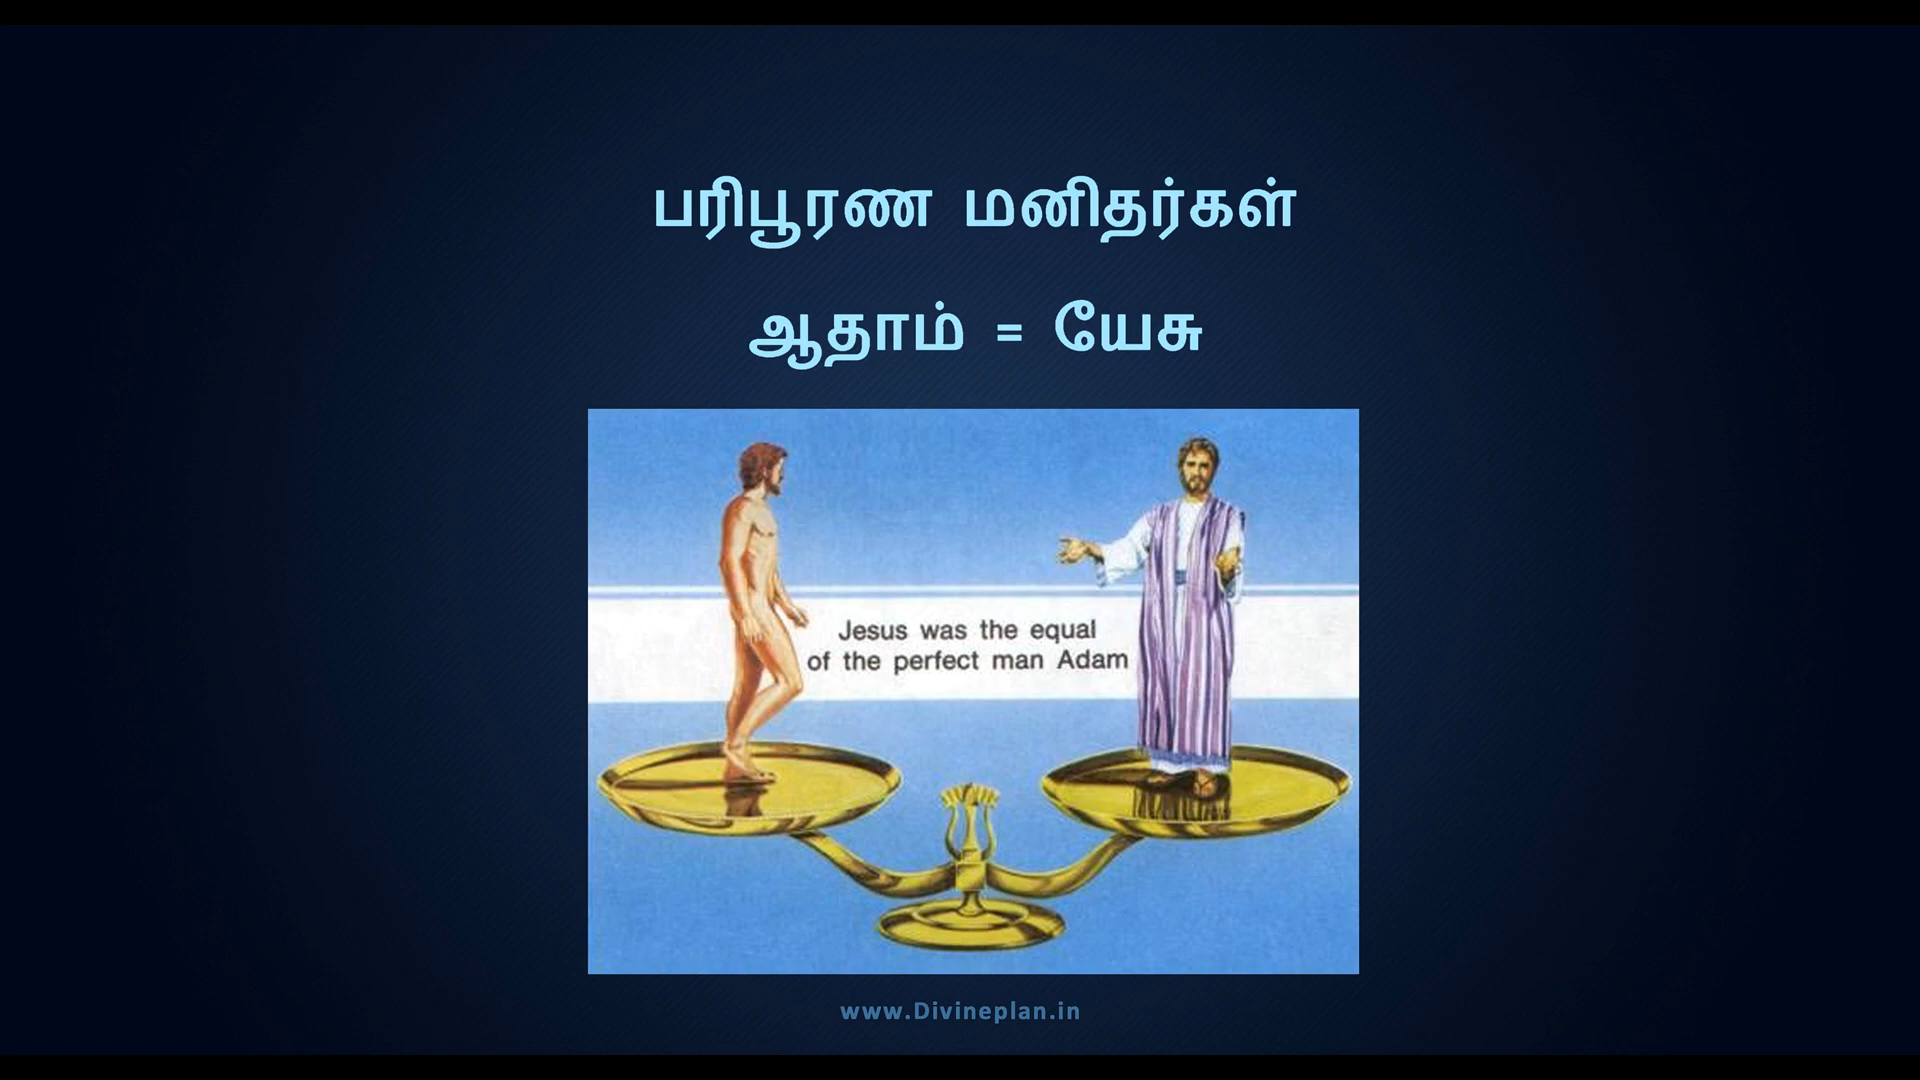 பரிபூரண மனிதர்கள்
ஆதாம் = யேசு
Jesus was the equal
of the perfect man Adam
www.Divineplan.in